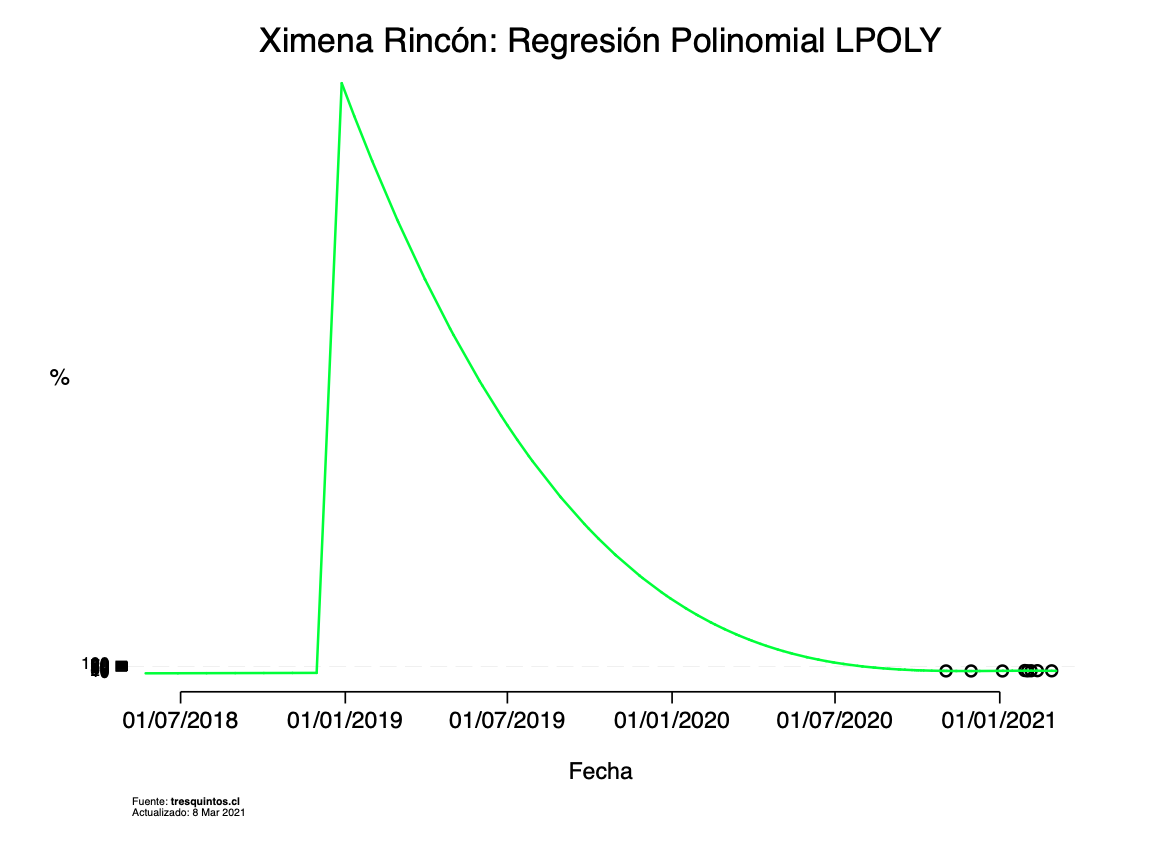 Ximena Rincón: Regresión Polinomial LPOLY
%
01/07/2018 01/01/2019 01/07/2019 01/01/2020 01/07/2020 01/01/2021
Fecha
Fuente: tresquintos.cl
Actualizado: 8 Mar 2021